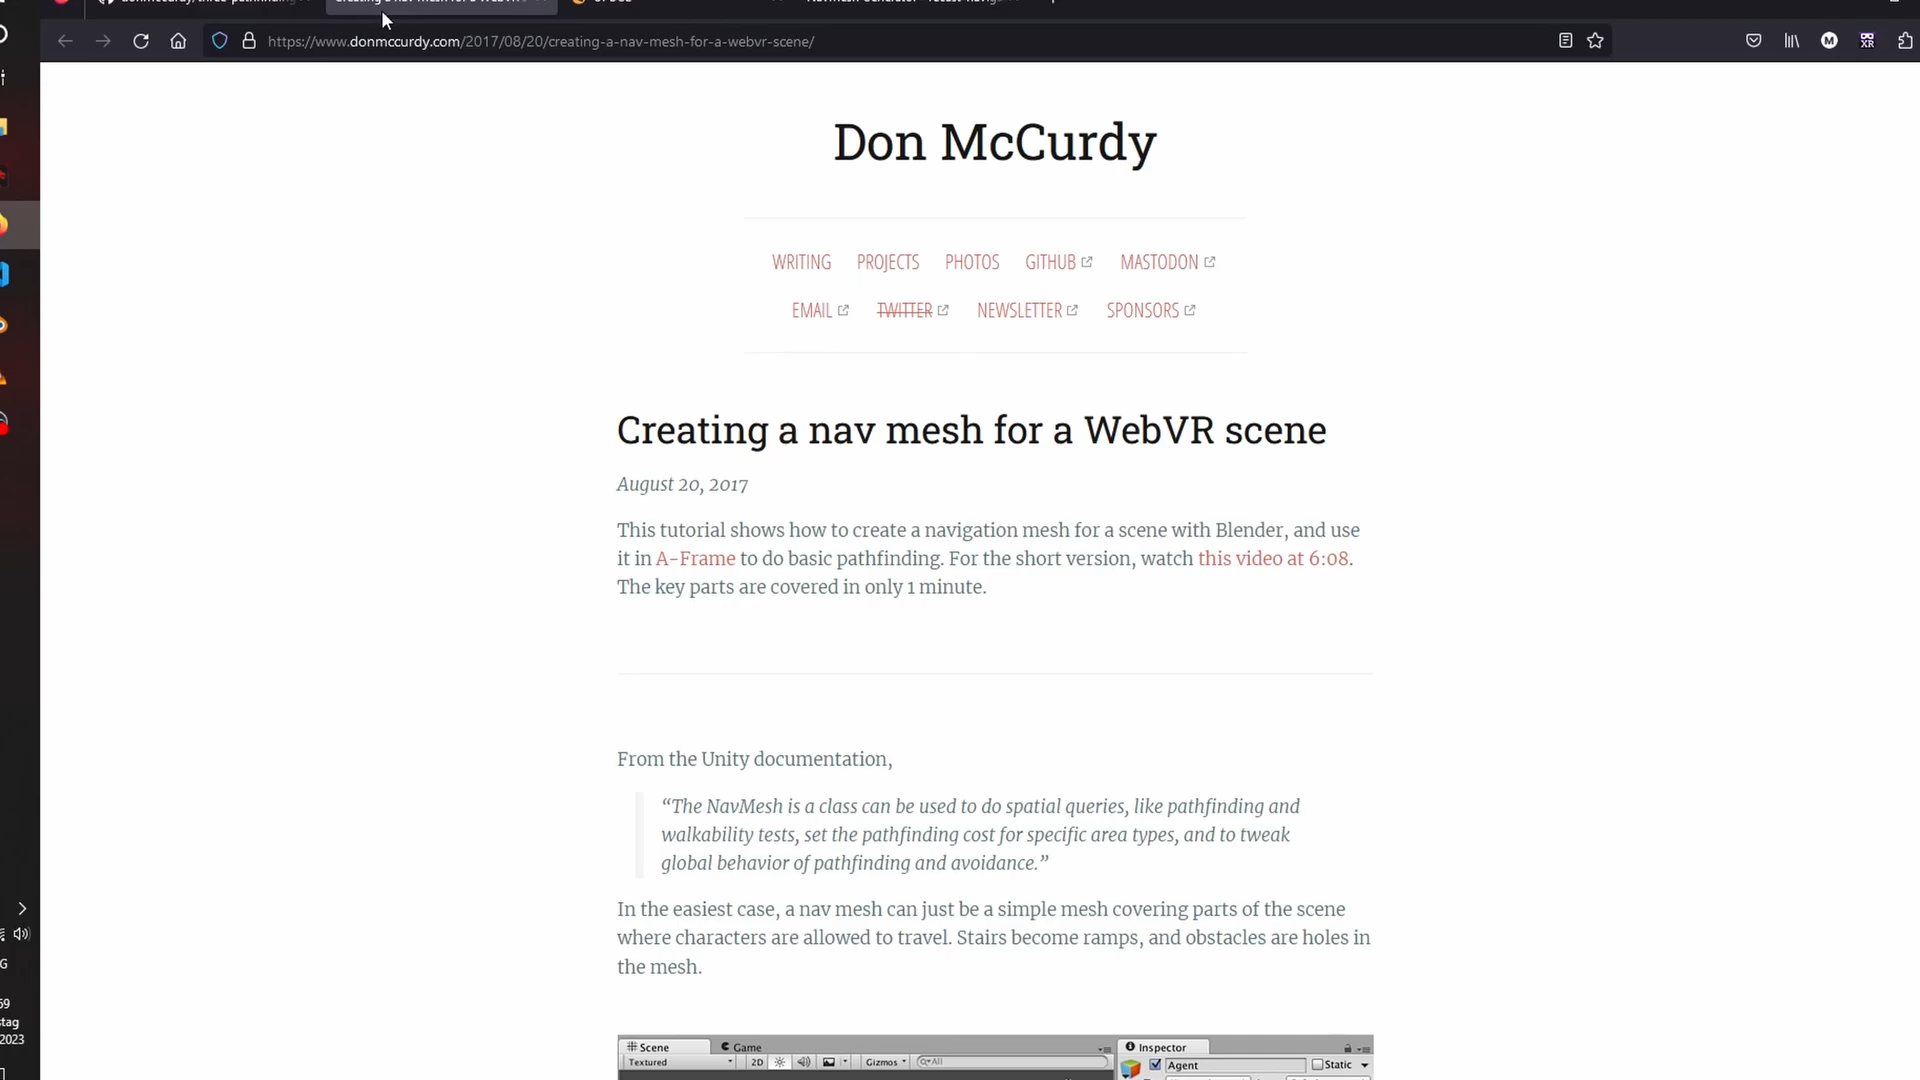 https://www.donmccurdy.com/2017/08/20/creating-a-nav-mesh-for-a-webvr-scene/
M
XR
Don McCurdy
WRITING PROJECTS PHOTOS GITHUB MASTODON
EMAIL TWITTER NEWSLETTER SPONSORS
Creating a nav mesh for a WebVR scene
August 20, 2017
This tutorial shows how to create a navigation mesh for a scene with Blender, and use
it in A-Frame to do basic pathfinding. For the short version, watch this video at 6:08.
The key parts are covered in only 1 minute.
From the Unity documentation,
“The NavMesh is a class can be used to do spatial queries, like pathfinding and
walkability tests, set the pathfinding cost for specific area types, and to tweak
global behavior of pathfinding and avoidance.”
In the easiest case, a nav mesh can just be a simple mesh covering parts of the scene
where characters are allowed to travel. Stairs become ramps, and obstacles are holes in
the mesh.
Scene Game Inspector
Textured 2D Gizmos All Agent Static
G
59
stag
2023